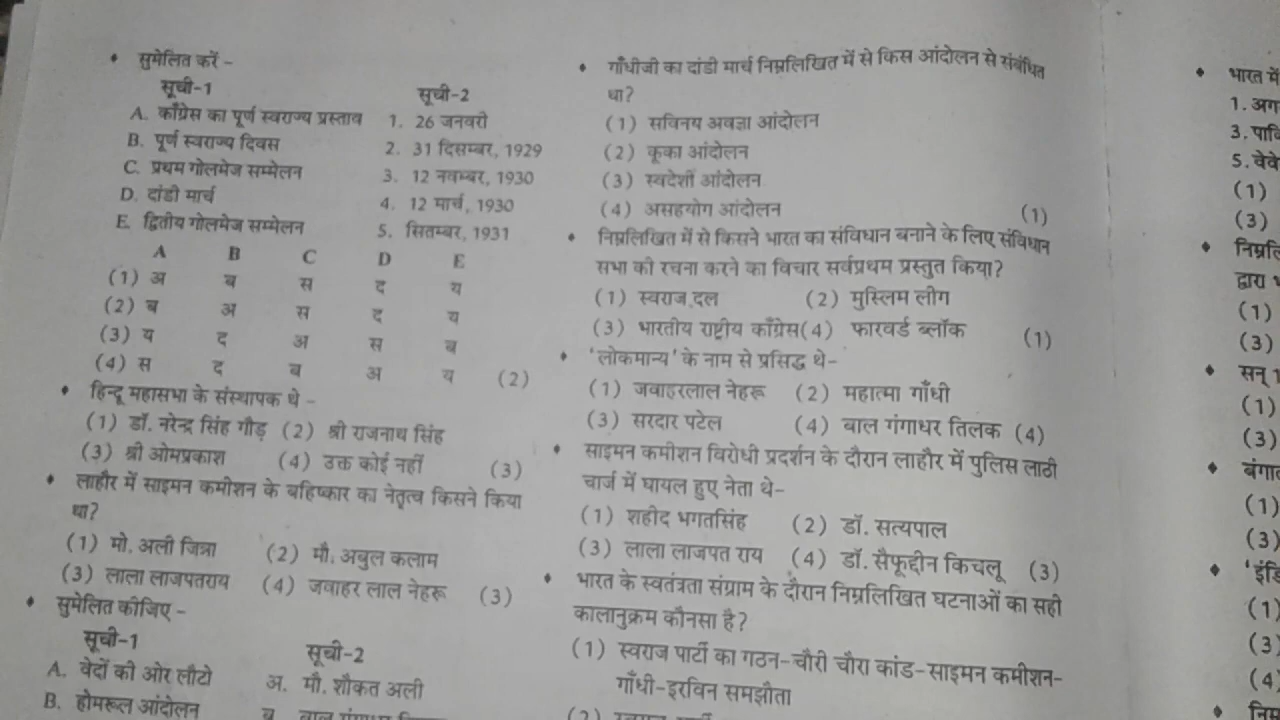 • सुमेलित करें –
सूची-1 सूची-2
A. काँग्रेस का पूर्ण स्वराज्य प्रस्ताव 1. 26 जनवरी
B. पूर्ण स्वराज्य दिवस 2. 31 दिसम्बर, 1929
C. प्रथम गोलमेज सम्मेलन 3. 12 नवम्बर, 1930
D. दांडी मार्च 4. 12 मार्च, 1930
E. द्वितीय गोलमेज सम्मेलन 5. सितम्बर, 1931
A B C D E
(1) अ ब स द य
(2) ब अ स द य
(3) य द अ स ब
(4) स द ब अ य (2)
• हिन्दू महासभा के संस्थापक थे –
(1) डॉ. नरेन्द्र सिंह गौड़ (2) श्री राजनाथ सिंह
(3) श्री ओमप्रकाश (4) उक्त कोई नहीं (3)
• लाहौर में साइमन कमीशन के बहिष्कार का नेतृत्व किसने किया
था?
(1) मो. अली जिन्ना (2) मौ. अबुल कलाम
(3) लाला लाजपतराय (4) जवाहर लाल नेहरू (3)
• सुमेलित कीजिए –
सूची-1 सूची-2
A. वेदों की ओर लौटो अ. मौ. शौकत अली
B. होमरूल आंदोलन ब बाल
• गाँधीजी का दांडी मार्च निम्नलिखित में से किस आंदोलन से संबंधित
था?
(1) सविनय अवज्ञा आंदोलन
(2) कूका आंदोलन
(3) स्वदेशी आंदोलन
(4) असहयोग आंदोलन (1)
• निम्नलिखित में से किसने भारत का संविधान बनाने के लिए संविधान
सभा की रचना करने का विचार सर्वप्रथम प्रस्तुत किया?
(1) स्वराज दल (2) मुस्लिम लीग
(3) भारतीय राष्ट्रीय काँग्रेस(4) फारवर्ड ब्लॉक (1)
• 'लोकमान्य' के नाम से प्रसिद्ध थे–
(1) जवाहरलाल नेहरू (2) महात्मा गाँधी
(3) सरदार पटेल (4) बाल गंगाधर तिलक (4)
• साइमन कमीशन विरोधी प्रदर्शन के दौरान लाहौर में पुलिस लाठी
चार्ज में घायल हुए नेता थे–
(1) शहीद भगतसिंह (2) डॉ. सत्यपाल
(3) लाला लाजपत राय (4) डॉ. सैफूद्दीन किचलू (3)
• भारत के स्वतंत्रता संग्राम के दौरान निम्नलिखित घटनाओं का सही
कालानुक्रम कौनसा है?
(1) स्वराज पार्टी का गठन–चौरी चौरा कांड–साइमन कमीशन–
गाँधी–इरविन समझौता
(2)
• भारत में
1. अग
3. पा
5. वेवे
(1)
(3)
•
द्वारा
(1)
(3)
• सन्
(1)
(3)
•
(1)
(3)
•
(1)
(3)
(4)
•